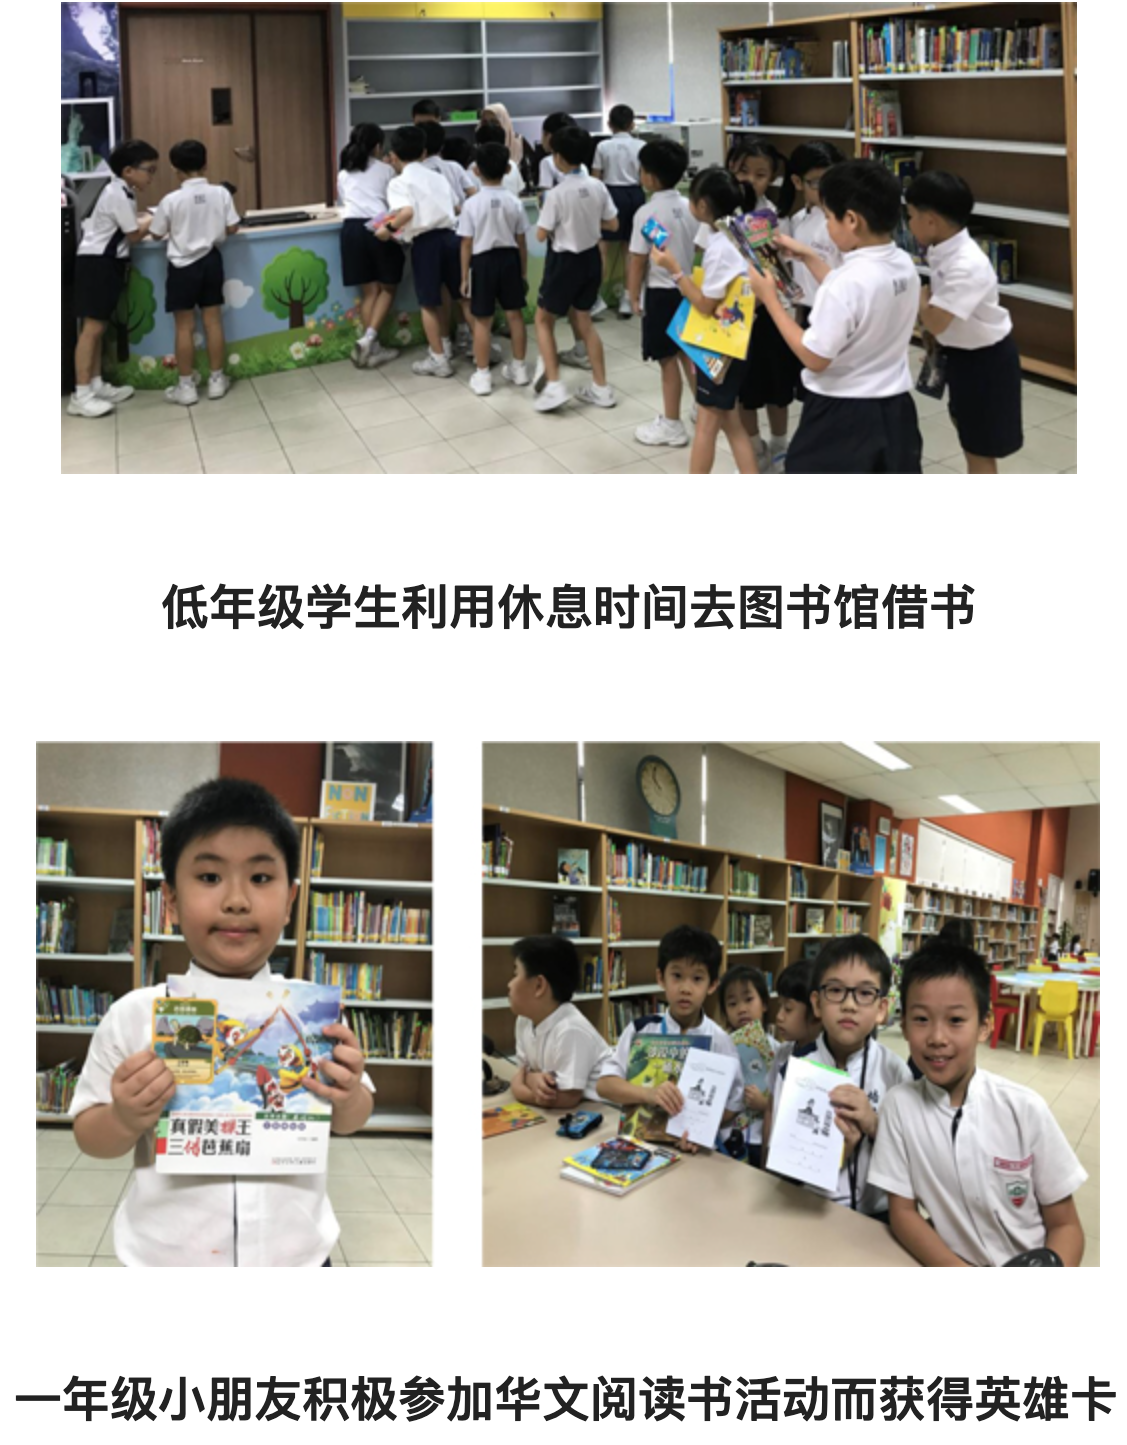 低年级学生利用休息时间去图书馆借书
NEN
真假美猴王
三借芭蕉扇
一年级小朋友积极参加华文阅读书活动而获得英雄卡